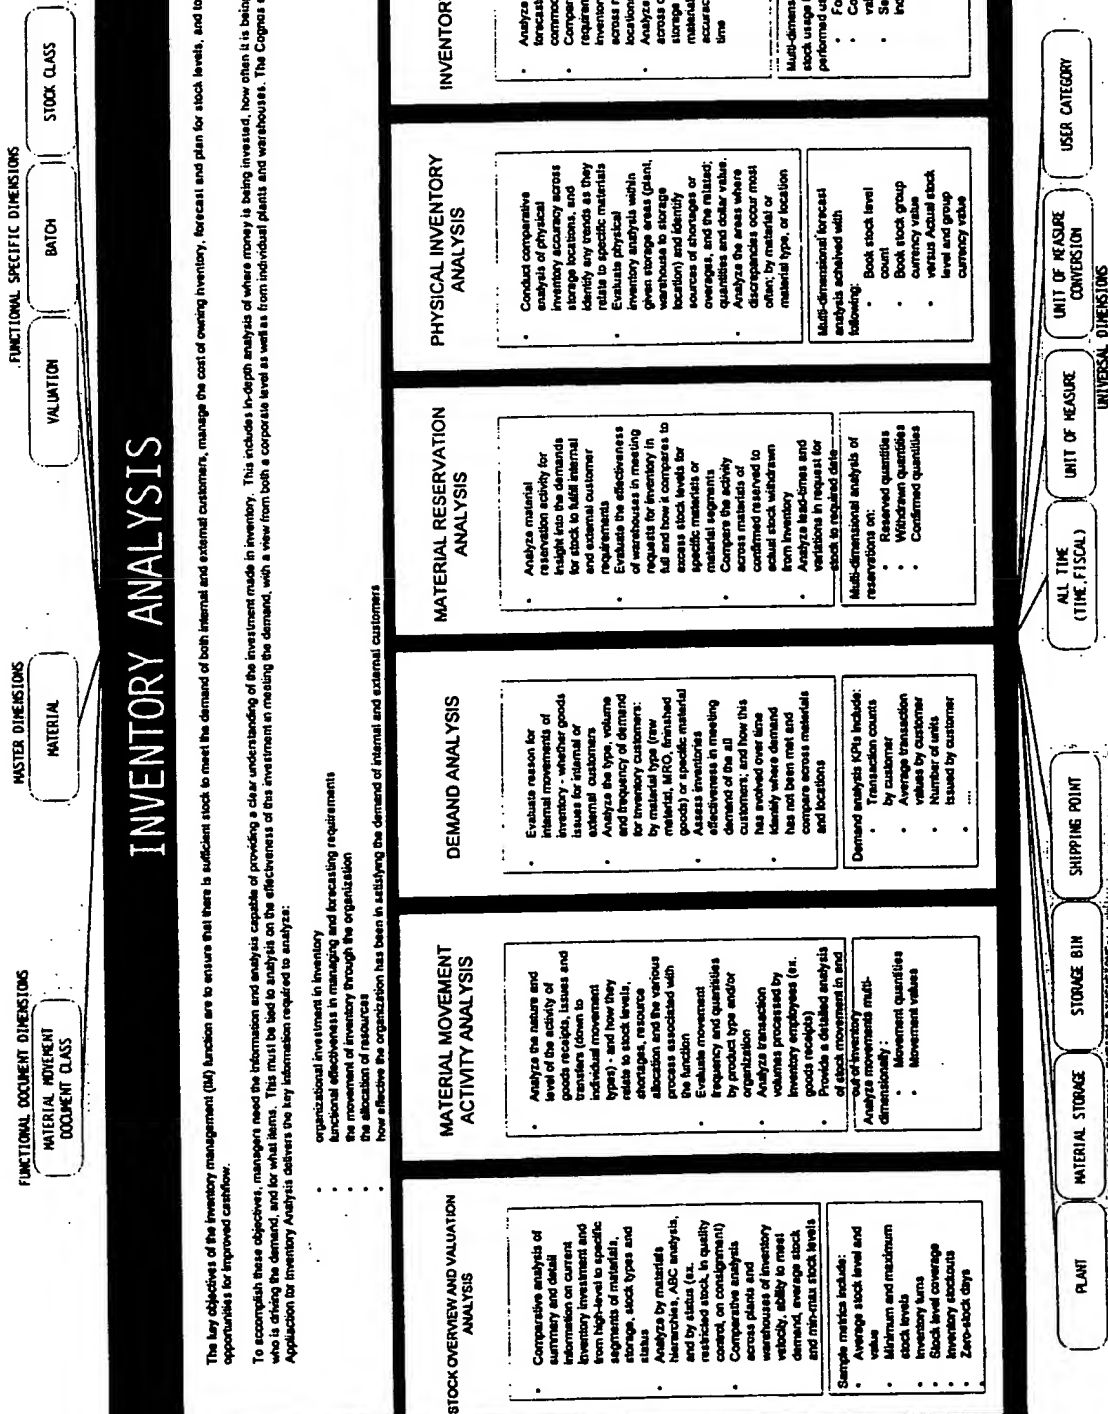 FUNCTIONAL DOCUMENT DIMENSIONS
MATERIAL MOVEMENT
DOCUMENT CLASS
MASTER DIMENSIONS
MATERIAL
FUNCTIONAL SPECIFIC DIMENSIONS
VALUATION
BATCH
STOCK CLASS
INVENTORY ANALYSIS
The key objectives of the inventory management (IM) function are to ensure that there is sufficient stock to meet the demand of both internal and external customers, manage the cost of owning inventory, forecast and plan for stock levels, and to
opportunities for improved cashflow.
To accomplish these objectives, managers need the information and analysis capable of providing a clear understanding of the investment made in inventory. This includes in-depth analysis of where money is being invested, how often it is being
who is driving the demand, and for what items. This must be tied to analysis on the effectiveness of this investment in meeting the demand, with a view from both a corporate level as well as from individual plants and warehouses. The Cognos
Appliaction for Inventory Analysis delivers the key information required to analyze:
organizational investment in inventory
• functional effectiveness in managing and forecasting requirements
• the movement of inventory through the organization
• the allocation of resources
• how effective the organization has been in satisfying the demand of internal and external customers
STOCK OVERVIEW AND VALUATION
ANALYSIS
• Comparative analysis of
summary and detail
information on current
inventory investment and
from high-level to specific
segments of materials,
storage, stock types and
status
• Analyze by materials
hierarchies, ABC analysis,
and by status (ex.
restricted stock, in quality
control, on consignment)
• Comparative analysis
across plants and
warehouses of inventory
velocity, ability to meet
demand, average stock
and min-max stock levels
Sample metrics include:
• Average stock level and
value
• Minimum and maximum
stock levels
• Inventory turns
• Stock level coverage
• Inventory stockouts
• Zero-stock days
MATERIAL MOVEMENT
ACTIVITY ANALYSIS
• Analyze the nature and
level of the activity of
goods receipts, issues and
transfers (down to
individual movement
types) - and how they
relate to stock levels,
shortages, resource
allocation and the various
process associated with
the function
• Evaluate movement
frequency and quantities
by product type and/or
organization
• Analyze transaction
volumes processed by
inventory employees (ex.
goods receipts)
• Provide a detailed analysis
of stock movement in and
out of inventory
Analyze movements multi-
dimensionally :
• Movement quantities
• Movement values
DEMAND ANALYSIS
• Evaluate reason for
internal movements of
inventory - whether goods
issues for internal or
external customers
• Analyze the type, volume
and frequency of demand
for inventory customers:
by material type (raw
material, MRO, fininshed
goods) or specific material
• Assess inventories
effectiveness in meeting
demand of the all
customers; and how this
has evolved over time
• Identify where demand
has not been met and
compare across materials
and locations
Demand analysis KPIs include:
• Transaction counts
by customer
• Average transaction
values by customer
• Number of units
issued by customer
• ....
MATERIAL RESERVATION
ANALYSIS
• Analyze material
reservation activity for
insight into the demands
for stock to fulfill internal
and external customer
requirements
• Evaluate the effectiveness
of warehouses in meeting
requests for inventory in
full and how it compares to
excess stock levels for
specific materials or
material segments
• Compare the activity
across materials of
confirmed reserved to
actual stock withdrawn
from inventory
• Analyze lead-times and
variations in request for
stock to required date
Multi-dimensional analysis of
reservations on:
• Reserved quantities
• Withdrawn quantities
• Confirmed quantities
PHYSICAL INVENTORY
ANALYSIS
• Conduct comparative
analysis of physical
inventory accuracy across
storage locations, and
identify any trends as they
relate to specific materials
• Evaluate physical
inventory analysis within
given storage areas (plant,
warehouse to storage
location) and identify
sources of shortages or
overages, and the related;
quantities and dollar value.
• Analyze the areas where
discrepancies occur most
often; by material or
material type, or location
Multi-dimensional forecast
analysis acheived with
following:
• Book stock level
count
• Book stock group
currency value
• versus Actual stock
level and group
currency value
INVENTOR
• Analyze
forecast
commod
• Compar
requirem
inventor
across
location
• Analyze
across
storage
material
accurac
time
Multi-dimens
stock usage
performed us
• Fo
• Co
va
• Se
inc
PLANT
MATERIAL STORAGE
STORAGE BIN
SHIPPING POINT
ALL TIME
(TIME.FISCAL)
UNIT OF MEASURE
UNIT OF MEASURE
CONVERSION
USER CATEGORY
UNIVERSAL DIMENSIONS